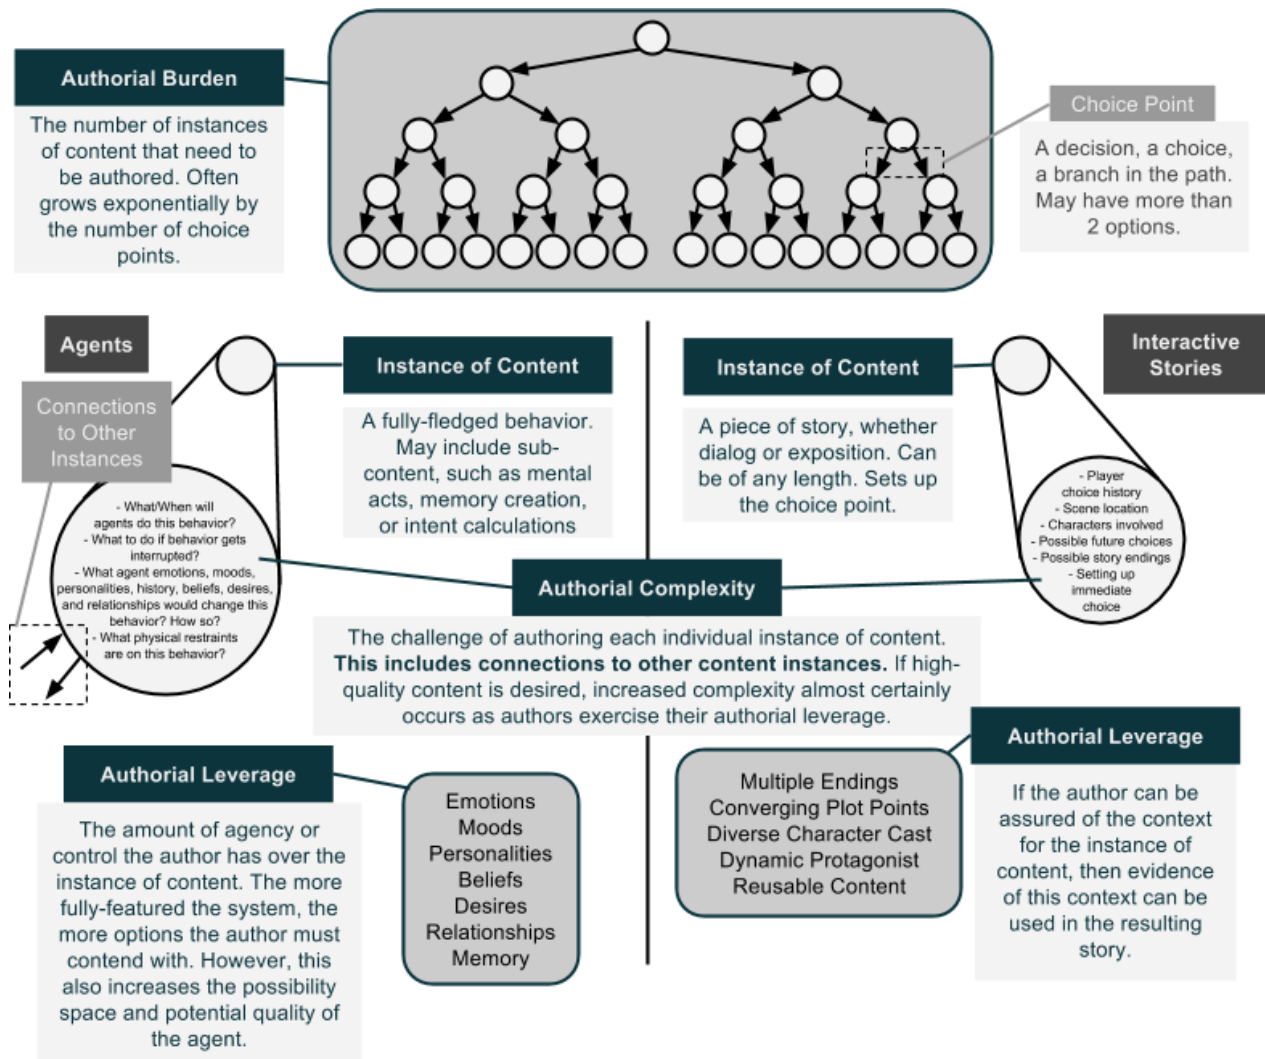 Authorial Burden
The number of instances
of content that need to
be authored. Often
grows exponentially by
the number of choice
points.
Choice Point
A decision, a choice,
a branch in the path.
May have more than
2 options.
Agents
Connections
to Other
Instances
Instance of Content
A fully-fledged behavior.
May include sub-
content, such as mental
acts, memory creation,
or intent calculations
- What/When will
agents do this behavior?
- What to do if behavior gets
interrupted?
- What agent emotions, moods,
personalities, history, beliefs, desires,
and relationships would change this
behavior? How so?
- What physical restraints
are on this behavior?
Instance of Content
A piece of story, whether
dialog or exposition. Can
be of any length. Sets up
the choice point.
Interactive
Stories
- Player
choice history
- Scene location
- Characters involved
- Possible future choices
- Possible story endings
- Setting up
immediate
choice
Authorial Complexity
The challenge of authoring each individual instance of content.
This includes connections to other content instances. If high-
quality content is desired, increased complexity almost certainly
occurs as authors exercise their authorial leverage.
Authorial Leverage
The amount of agency or
control the author has over the
instance of content. The more
fully-featured the system, the
more options the author must
contend with. However, this
also increases the possibility
space and potential quality of
the agent.
Emotions
Moods
Personalities
Beliefs
Desires
Relationships
Memory
Multiple Endings
Converging Plot Points
Diverse Character Cast
Dynamic Protagonist
Reusable Content
Authorial Leverage
If the author can be
assured of the context
for the instance of
content, then evidence
of this context can be
used in the resulting
story.